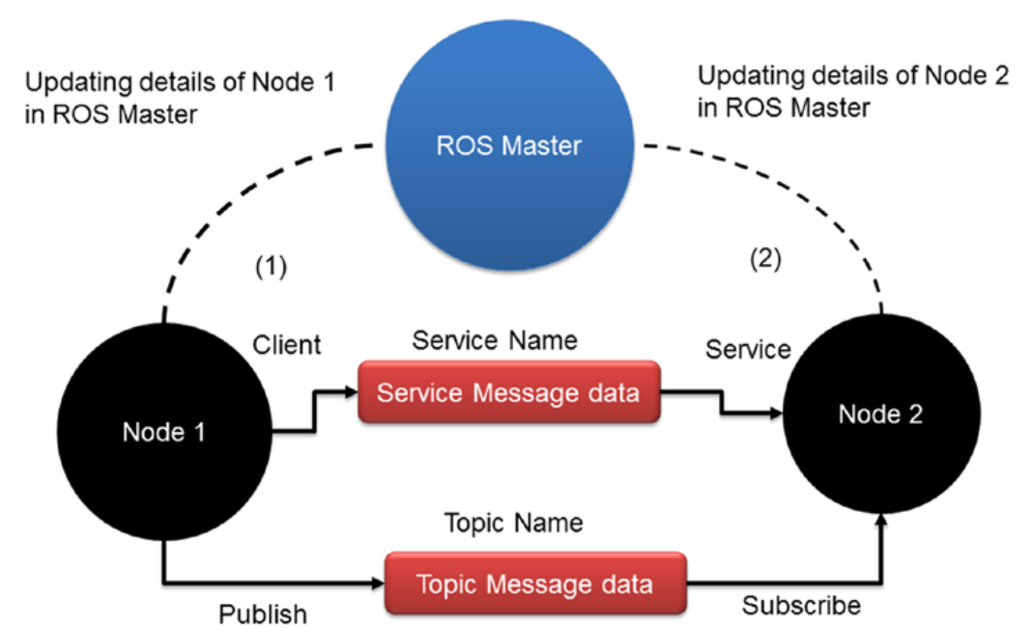 Updating details of Node 1
in ROS Master
ROS Master
Updating details of Node 2
in ROS Master
(1)
(2)
Client
Service Name
Service
Service Message data
Node 1
Node 2
Topic Name
Topic Message data
Publish
Subscribe